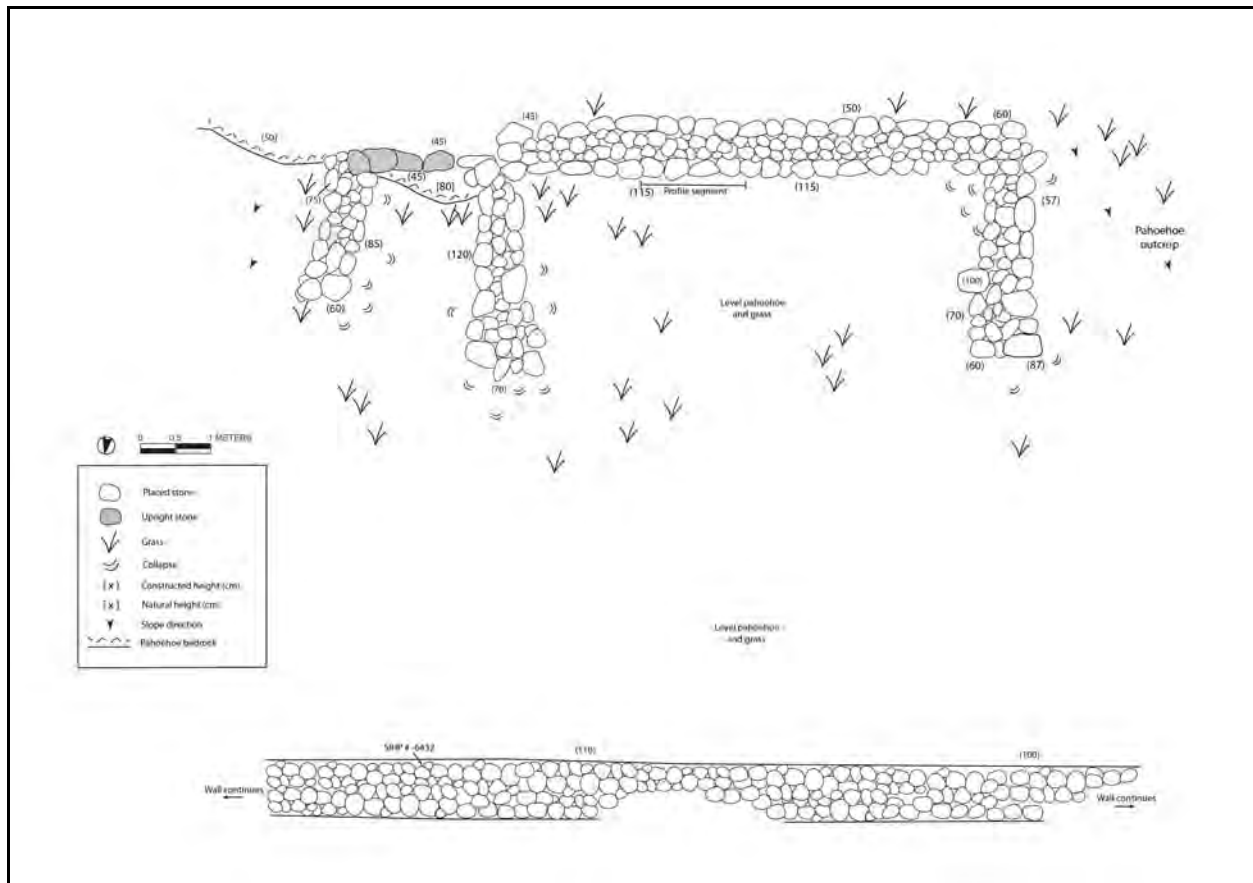 (50)
(45)
(45)
[80]
(75)
(85)
(60)
(45)
(120)
(70)
(50)
(60)
(115)
Profile segment
(115)
(57)
(100)
(70)
(60)
(87)
Pahoehoe
outcrop
Level pahoehoe
and grass
0 0.5 1 METERS
Placed stone
Upright stone
Grass
Collapse
(x) Constructed height (cm)
[x] Natural height (cm)
Slope direction
Pahoehoe bedrock
Level pahoehoe
and grass
SIHP # -6432
(110)
(100)
Wall continues
Wall continues